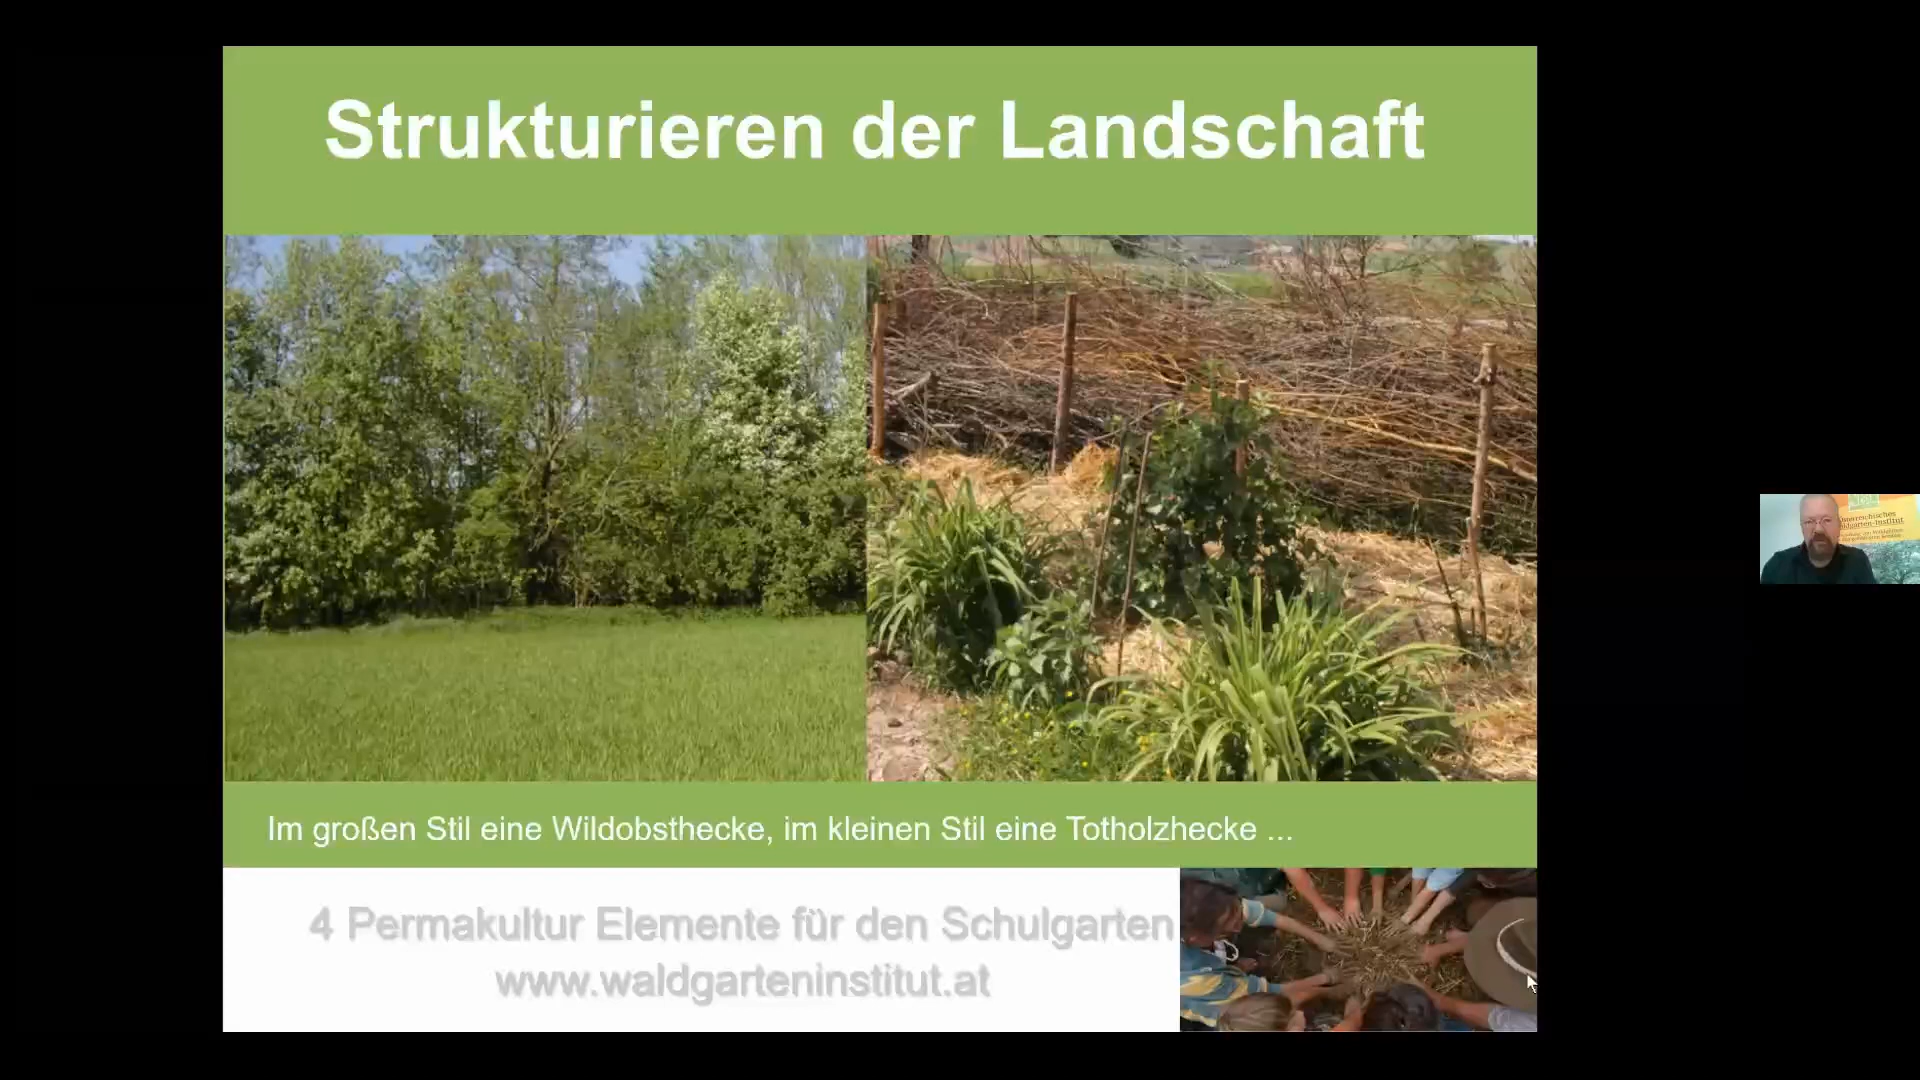 Strukturieren der Landschaft
Im großen Stil eine Wildobsthecke, im kleinen Stil eine Totholzhecke ...
4 Permakultur Elemente für den Schulgarten
www.waldgarteninstitut.at